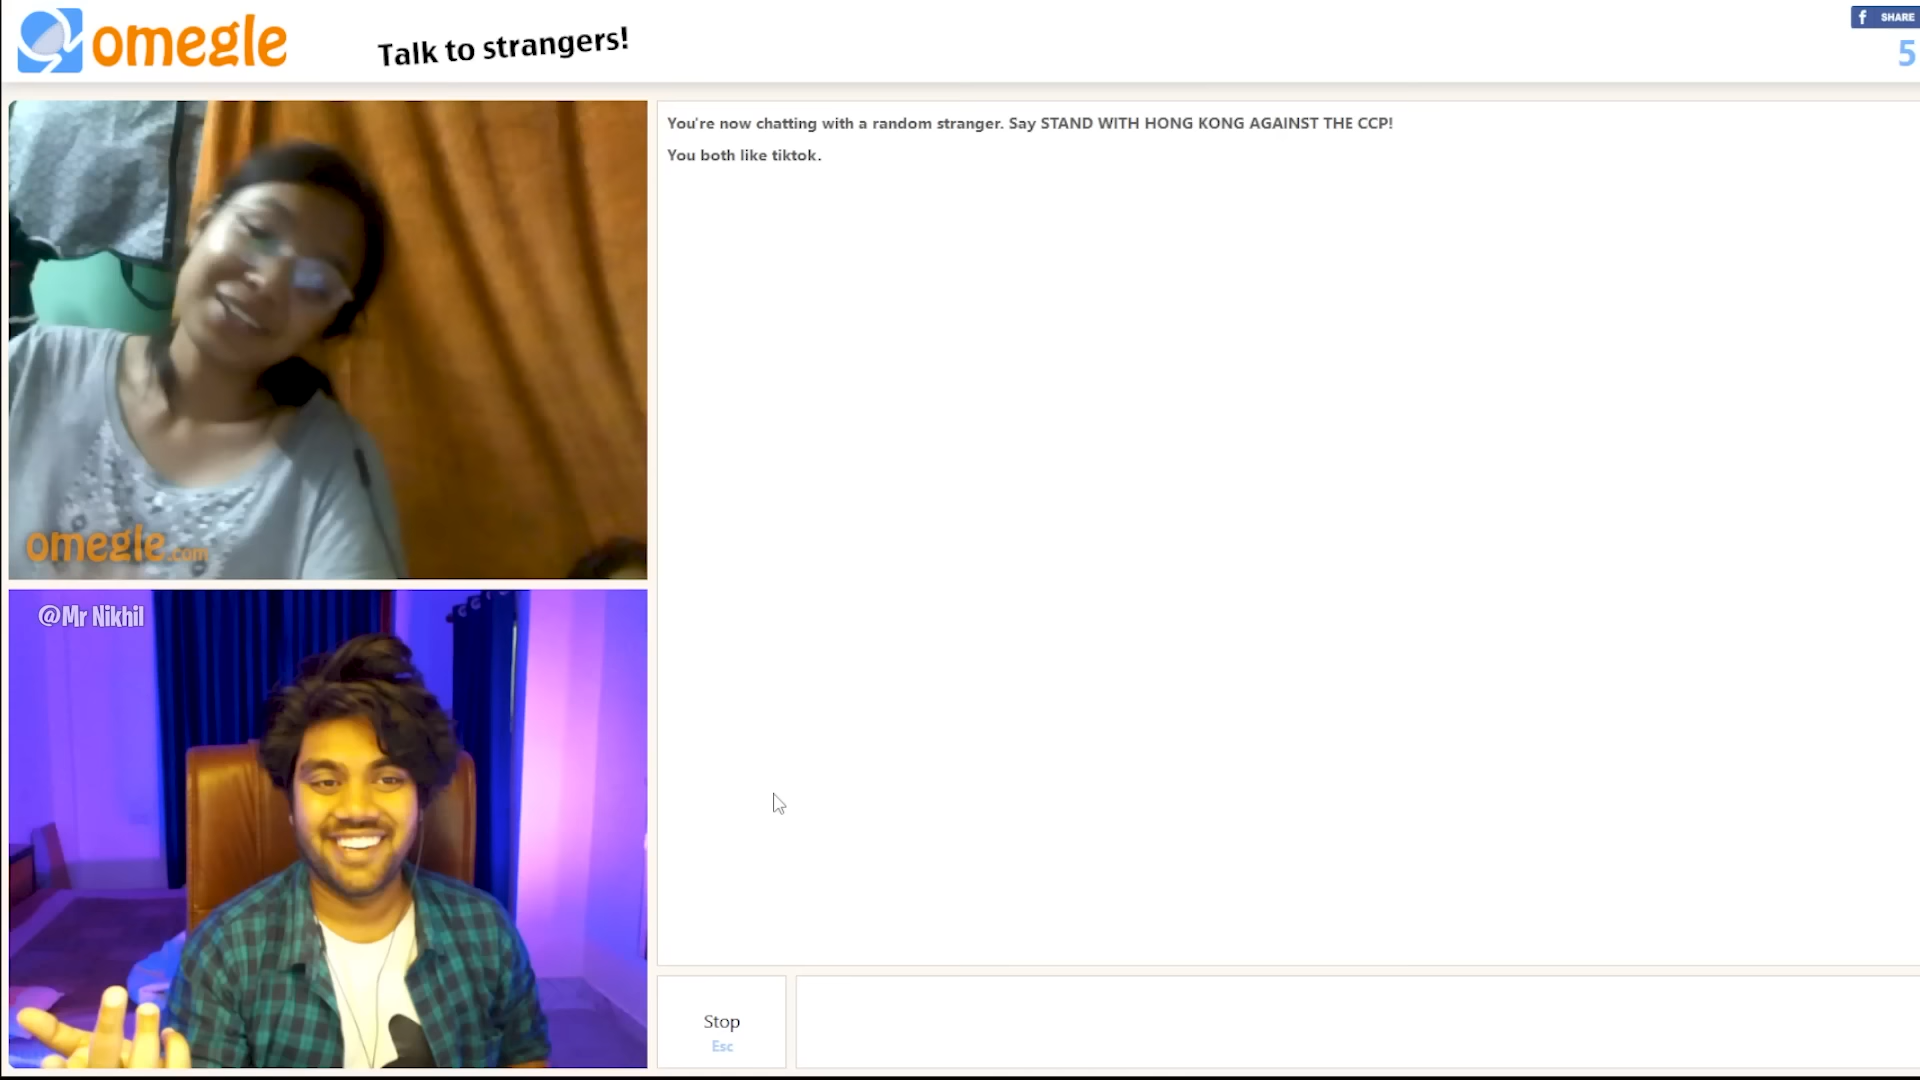 omegle
Talk to strangers!
f SHARE
5
You're now chatting with a random stranger. Say STAND WITH HONG KONG AGAINST THE CCP!
You both like tiktok.
omegle.com
@Mr Nikhil
Stop
Esc